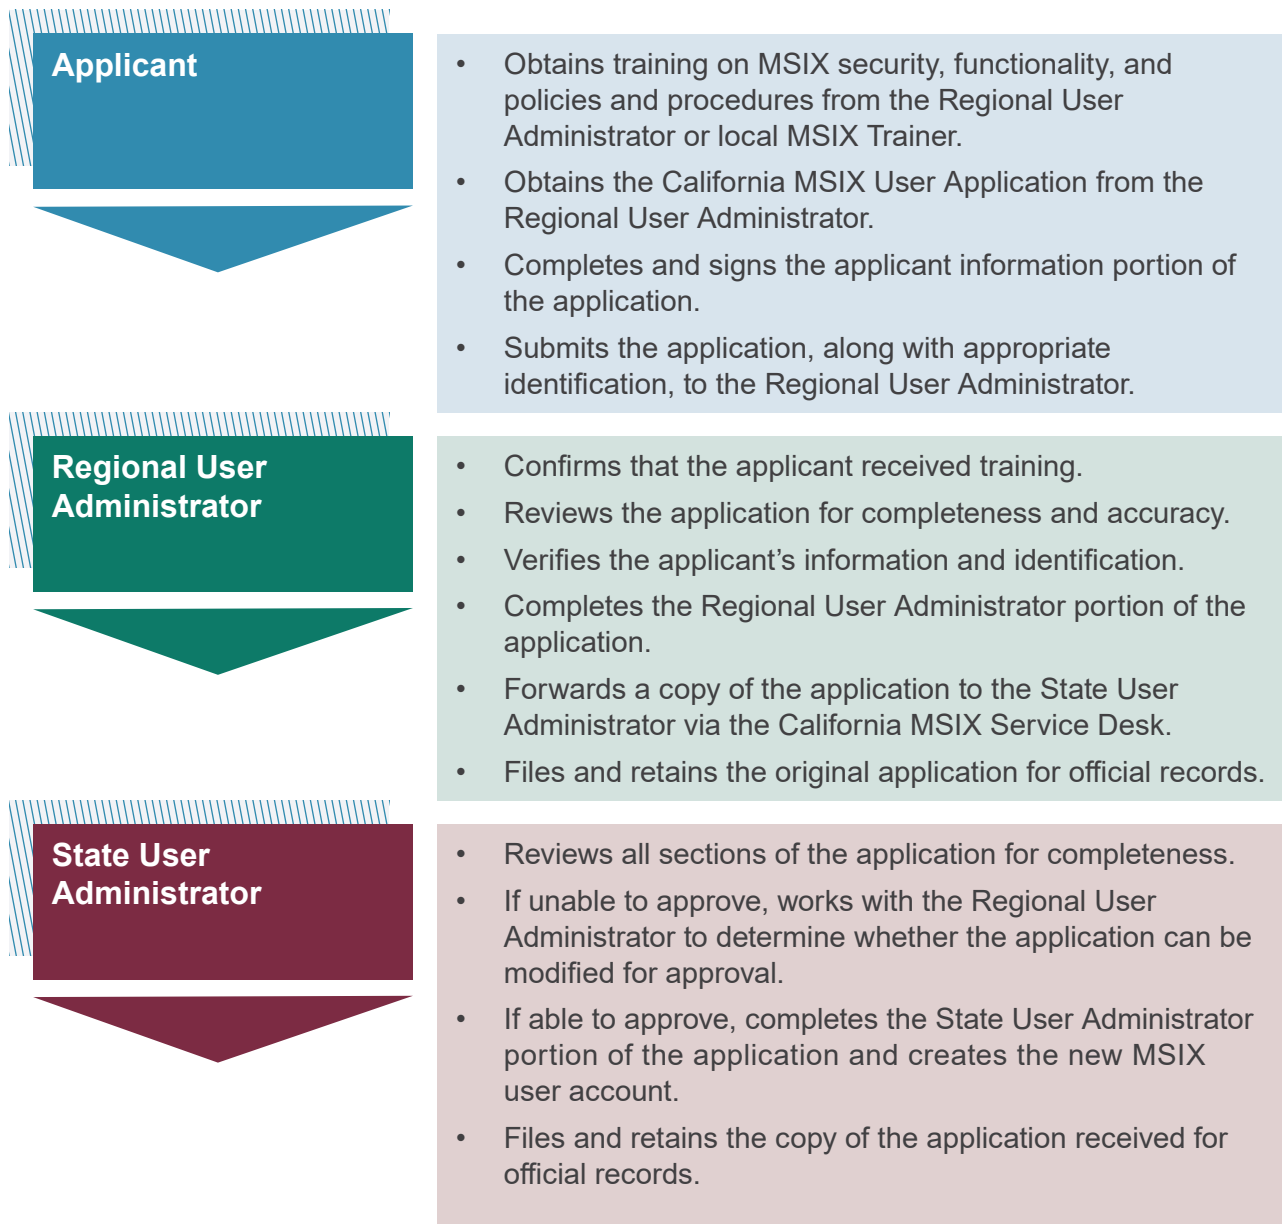 Applicant
• Obtains training on MSIX security, functionality, and
policies and procedures from the Regional User
Administrator or local MSIX Trainer.
• Obtains the California MSIX User Application from the
Regional User Administrator.
• Completes and signs the applicant information portion of
the application.
• Submits the application, along with appropriate
identification, to the Regional User Administrator.
Regional User
Administrator
• Confirms that the applicant received training.
• Reviews the application for completeness and accuracy.
• Verifies the applicant’s information and identification.
• Completes the Regional User Administrator portion of the
application.
• Forwards a copy of the application to the State User
Administrator via the California MSIX Service Desk.
• Files and retains the original application for official records.
State User
Administrator
• Reviews all sections of the application for completeness.
• If unable to approve, works with the Regional User
Administrator to determine whether the application can be
modified for approval.
• If able to approve, completes the State User Administrator
portion of the application and creates the new MSIX
user account.
• Files and retains the copy of the application received for
official records.